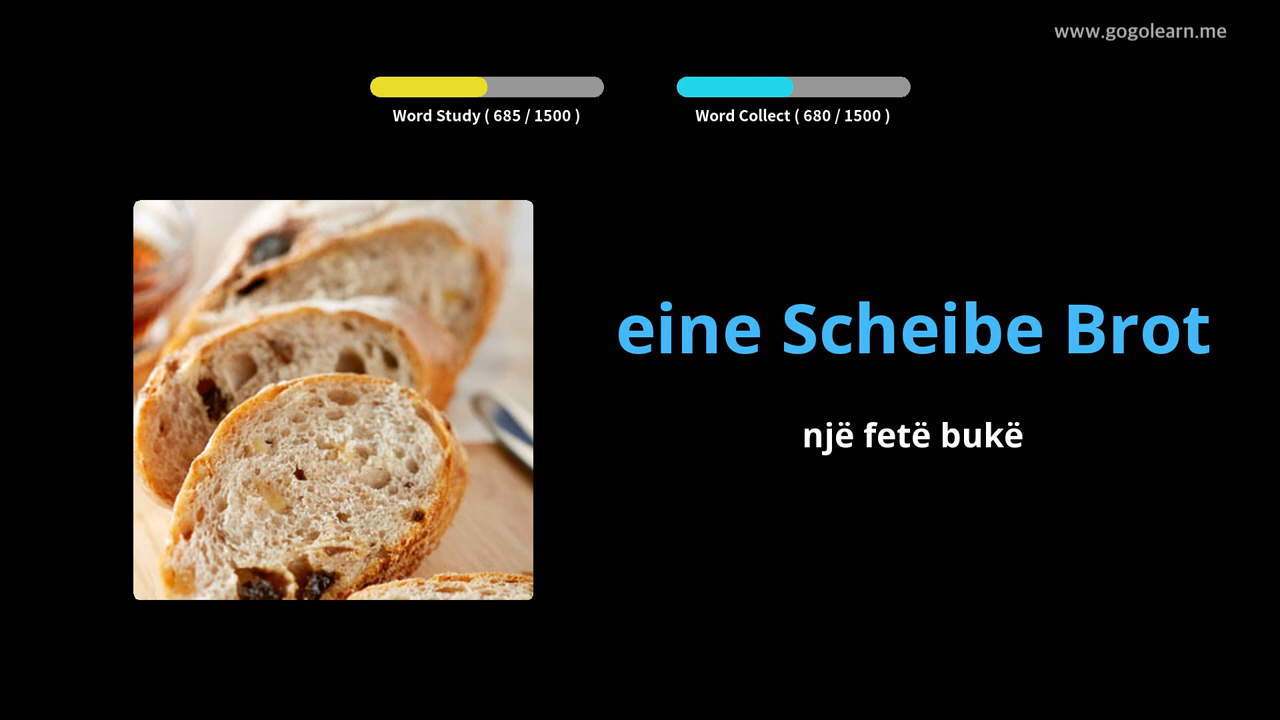 www.gogolearn.me
Word Study ( 685 / 1500 )
Word Collect ( 680 / 1500 )
eine Scheibe Brot
një fetë bukë